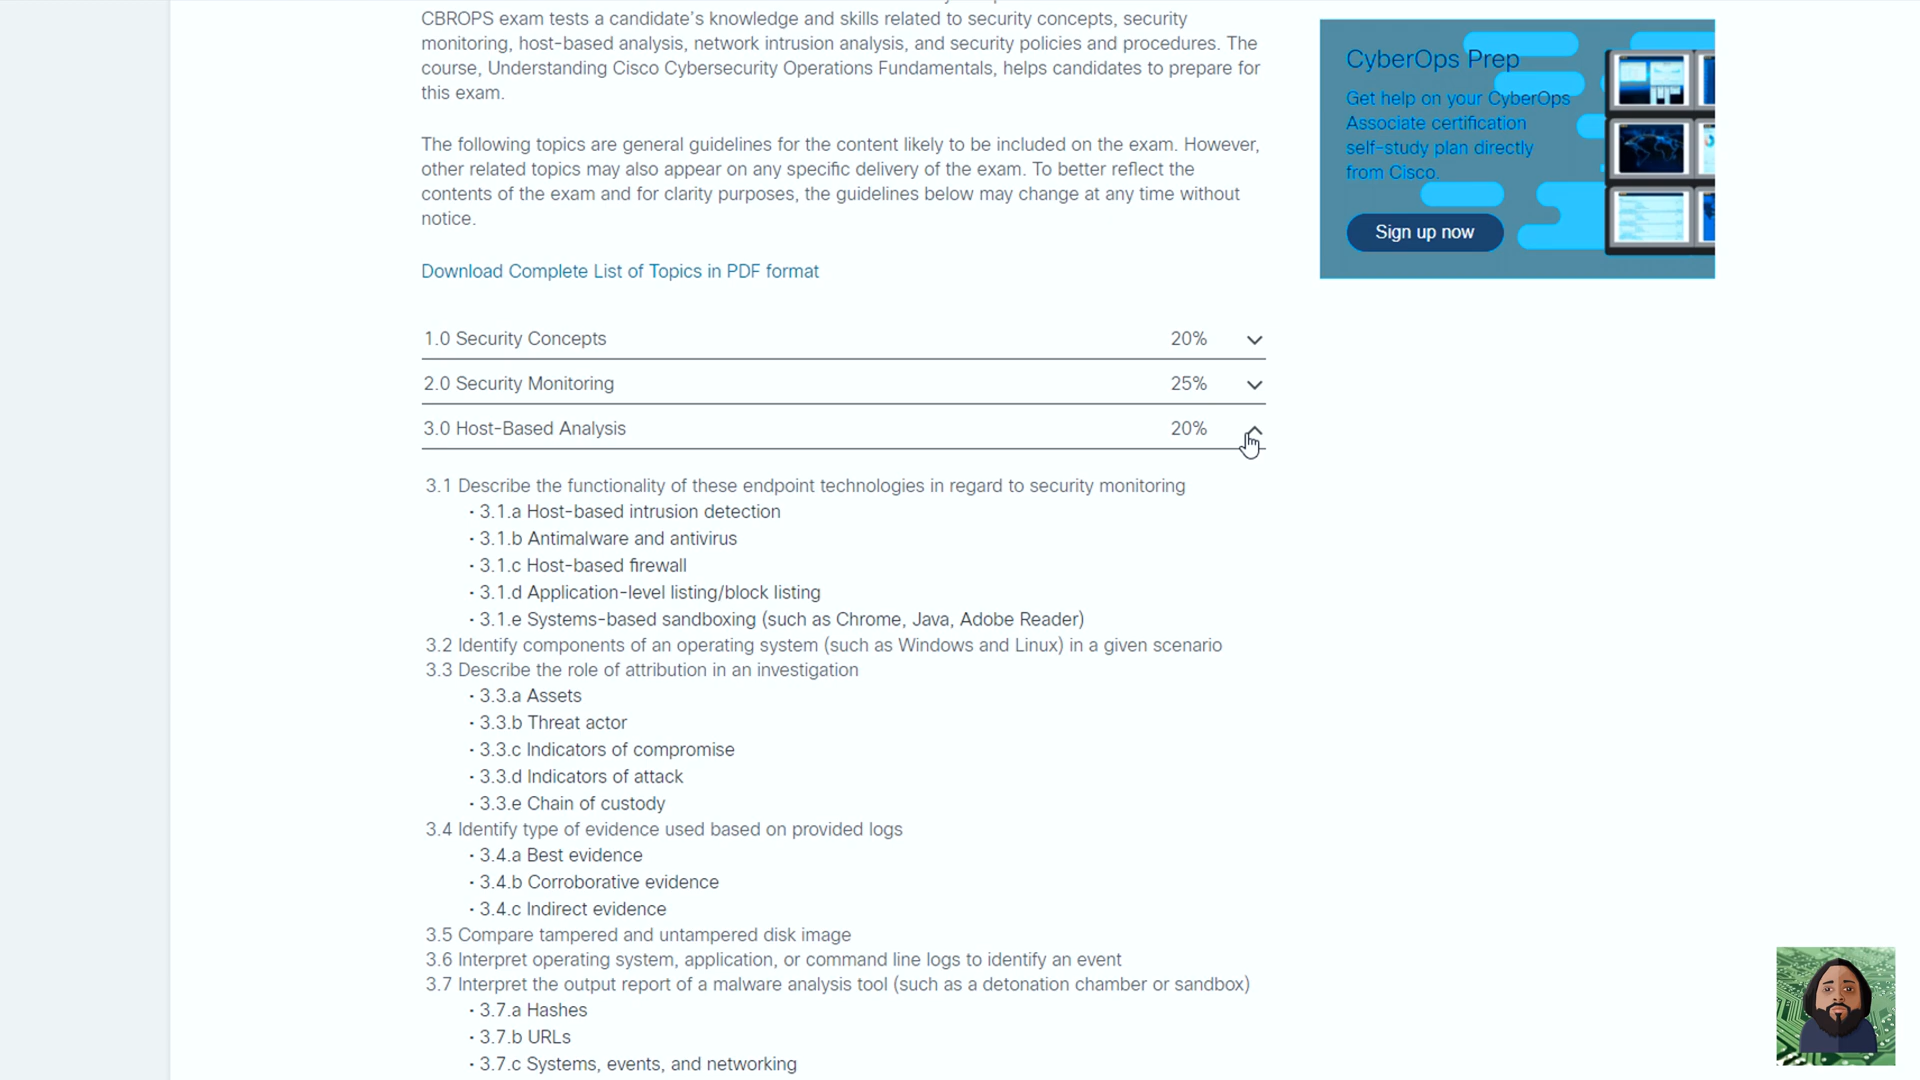 CBROPS exam tests a candidate's knowledge and skills related to security concepts, security
monitoring, host-based analysis, network intrusion analysis, and security policies and procedures. The
course, Understanding Cisco Cybersecurity Operations Fundamentals, helps candidates to prepare for
this exam.
The following topics are general guidelines for the content likely to be included on the exam. However,
other related topics may also appear on any specific delivery of the exam. To better reflect the
contents of the exam and for clarity purposes, the guidelines below may change at any time without
notice.
Download Complete List of Topics in PDF format
1.0 Security Concepts 20%
2.0 Security Monitoring 25%
3.0 Host-Based Analysis 20%
3.1 Describe the functionality of these endpoint technologies in regard to security monitoring
· 3.1.a Host-based intrusion detection
· 3.1.b Antimalware and antivirus
· 3.1.c Host-based firewall
· 3.1.d Application-level listing/block listing
· 3.1.e Systems-based sandboxing (such as Chrome, Java, Adobe Reader)
3.2 Identify components of an operating system (such as Windows and Linux) in a given scenario
3.3 Describe the role of attribution in an investigation
· 3.3.a Assets
· 3.3.b Threat actor
· 3.3.c Indicators of compromise
· 3.3.d Indicators of attack
· 3.3.e Chain of custody
3.4 Identify type of evidence used based on provided logs
· 3.4.a Best evidence
· 3.4.b Corroborative evidence
· 3.4.c Indirect evidence
3.5 Compare tampered and untampered disk image
3.6 Interpret operating system, application, or command line logs to identify an event
3.7 Interpret the output report of a malware analysis tool (such as a detonation chamber or sandbox)
· 3.7.a Hashes
· 3.7.b URLs
· 3.7.c Systems, events, and networking
CyberOps Prep
Get help on your CyberOps
Associate certification
self-study plan directly
from Cisco.
Sign up now